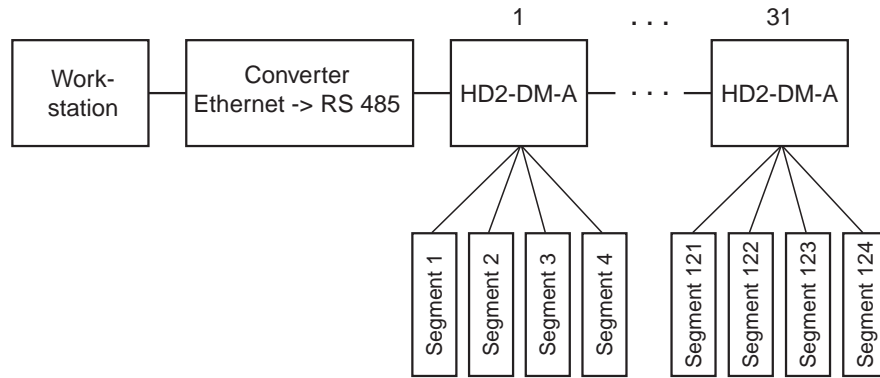 1 . . . 31
Work-
station
Converter
Ethernet -> RS 485
HD2-DM-A
. . .
HD2-DM-A
Segment 1
Segment 2
Segment 3
Segment 4
Segment 121
Segment 122
Segment 123
Segment 124